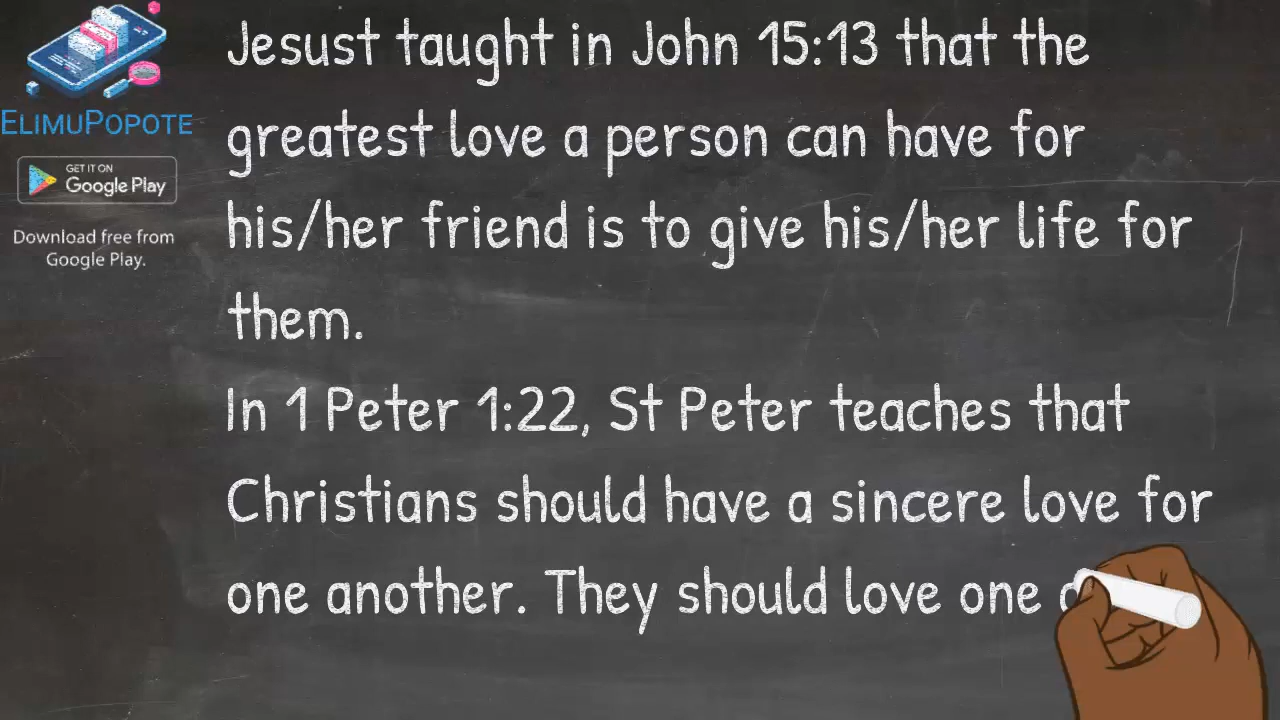 ELIMUPOPOTE
GET IT ON
Google Play
Download free from
Google Play.
Jesust taught in John 15:13 that the
greatest love a person can have for
his/her friend is to give his/her life for
them.
In 1 Peter 1:22, St Peter teaches that
Christians should have a sincere love for
one another. They should love one